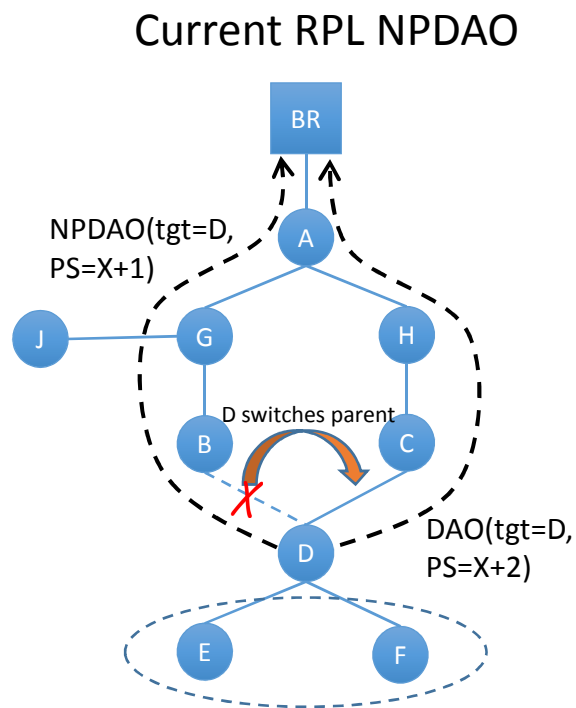 Current RPL NPDAO
BR
A
NPDAO(tgt=D,
PS=X+1)
J
G
H
D switches parent
B
C
D
DAO(tgt=D,
PS=X+2)
E
F